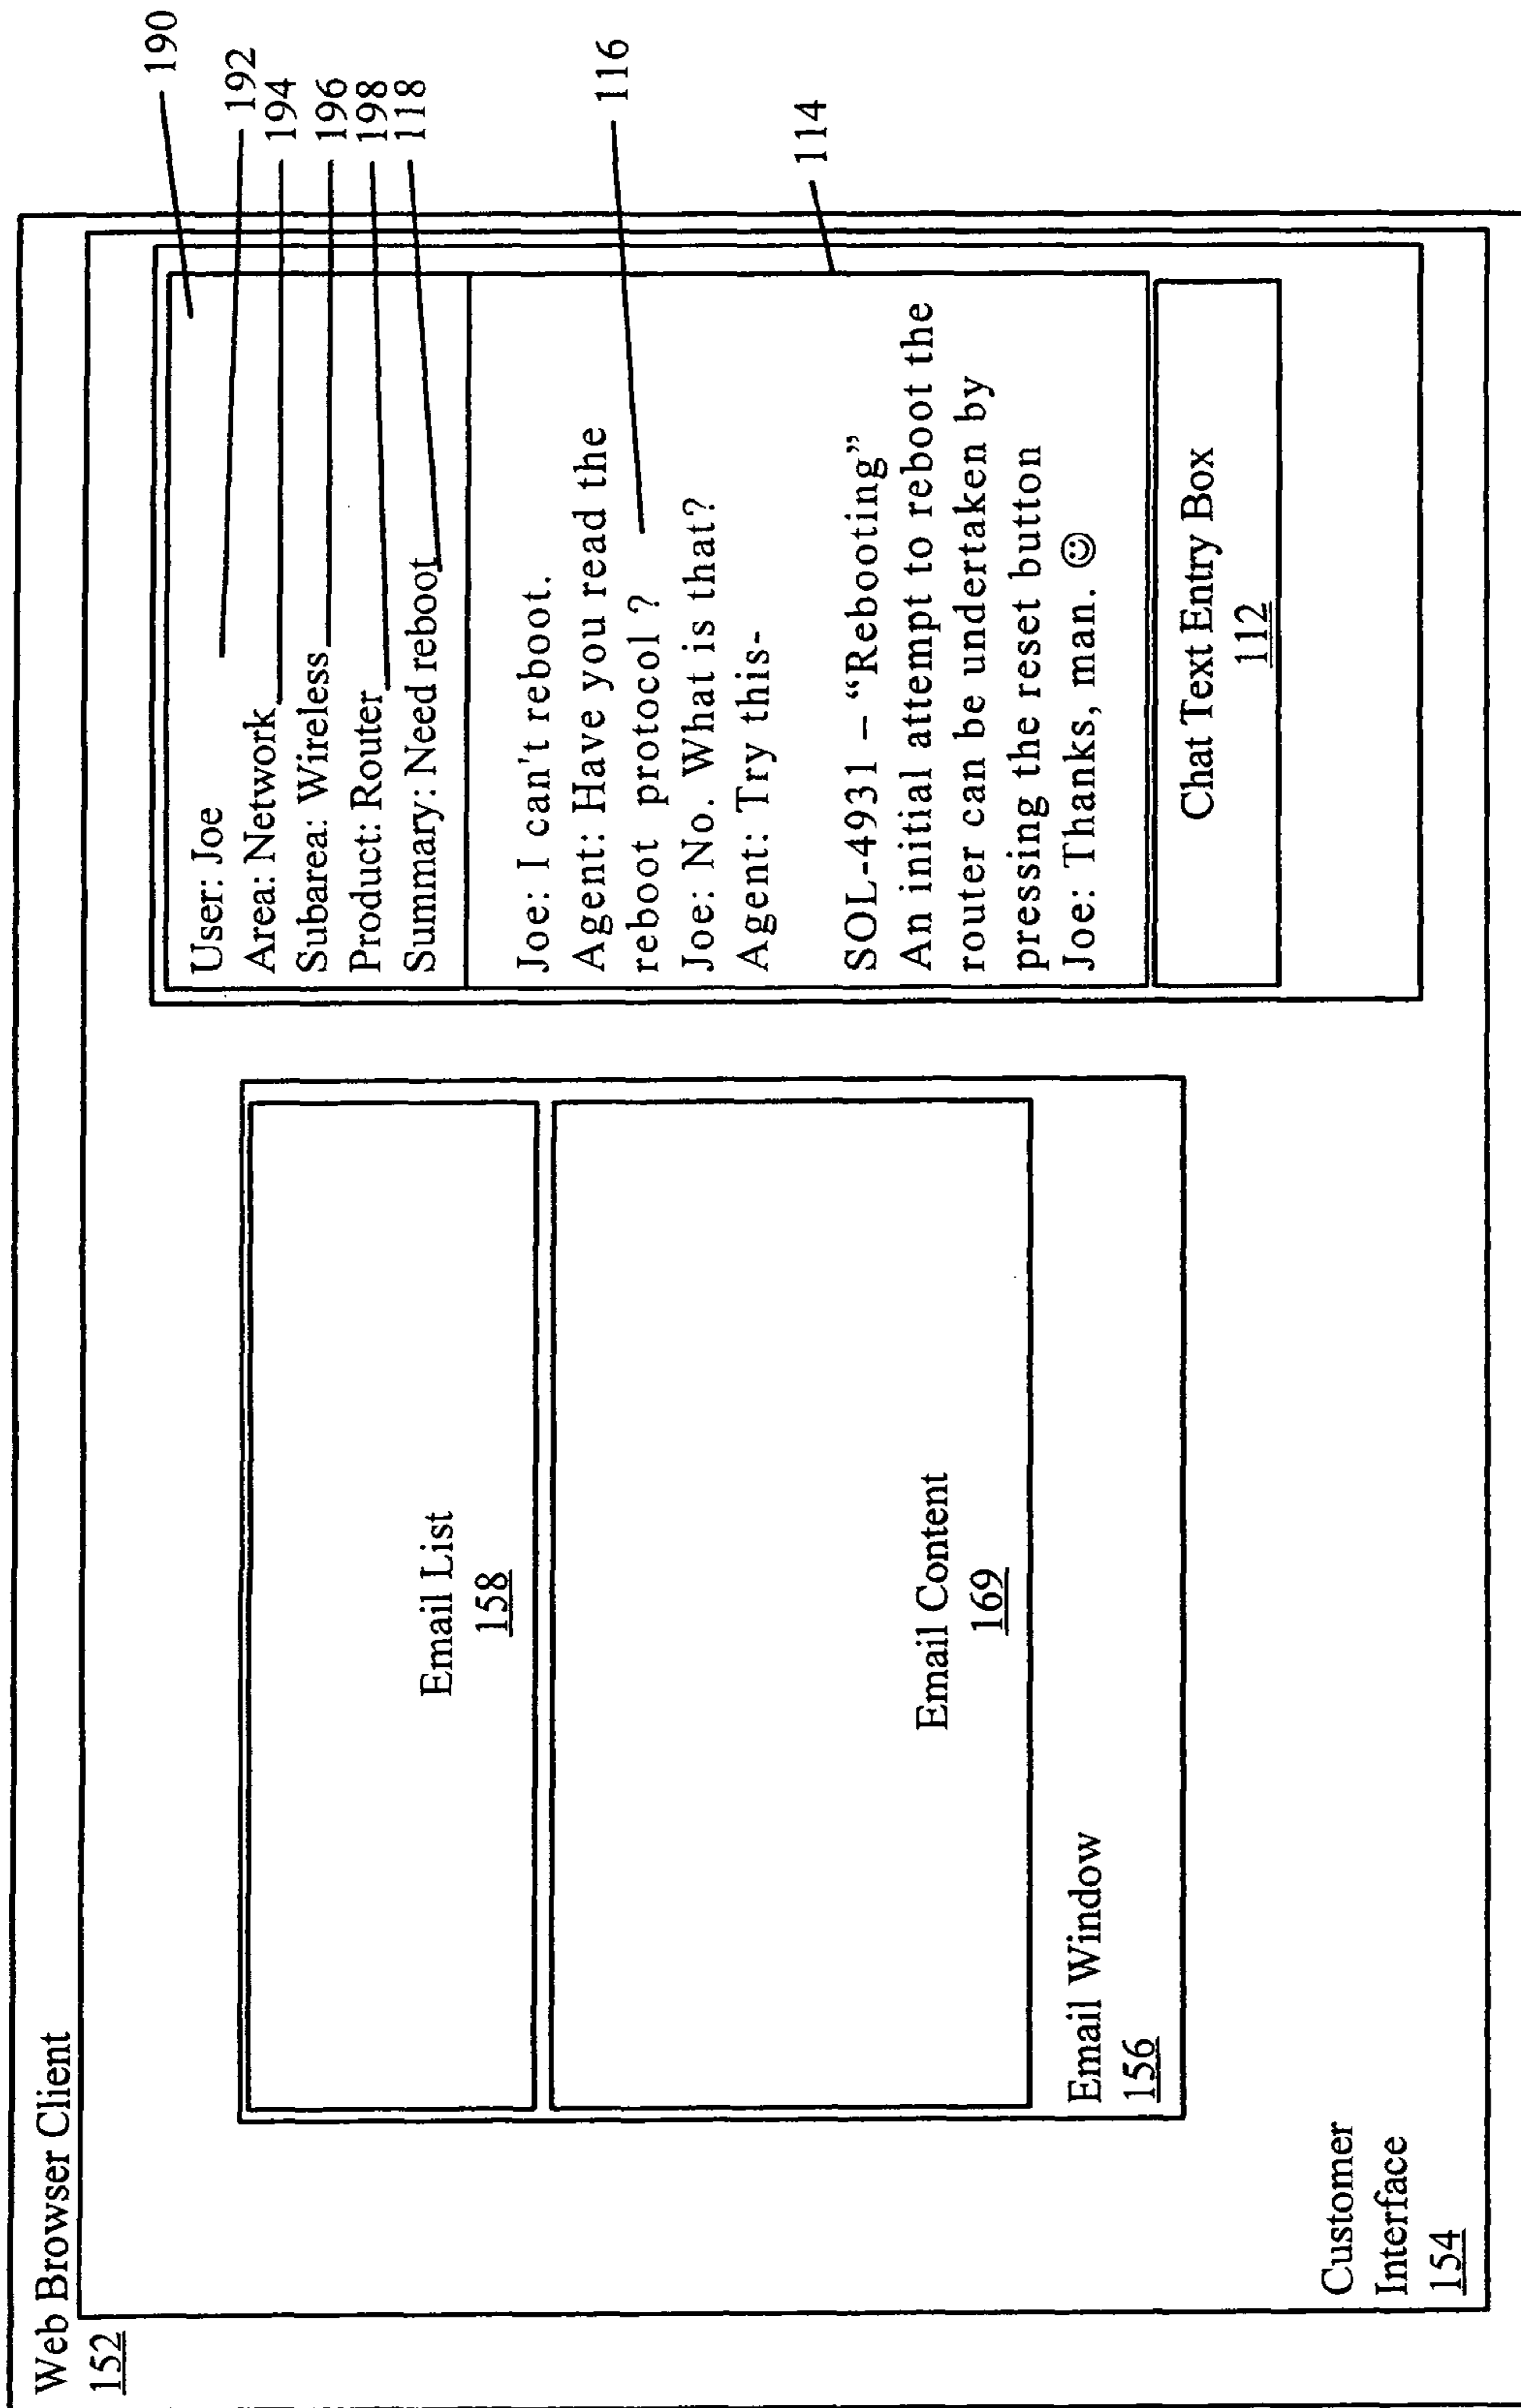 Web Browser Client
152
Email List
158
Email Content
169
Email Window
156
Customer
Interface
154
User: Joe
Area: Network
Subarea: Wireless
Product: Router
Summary: Need reboot
Joe: I can't reboot.
Agent: Have you read the
reboot protocol ?
Joe: No. What is that?
Agent: Try this-
SOL-4931 – “Rebooting”
An initial attempt to reboot the
router can be undertaken by
pressing the reset button
Joe: Thanks, man. ☺
Chat Text Entry Box
112
190
192
194
196
198
118
116
114